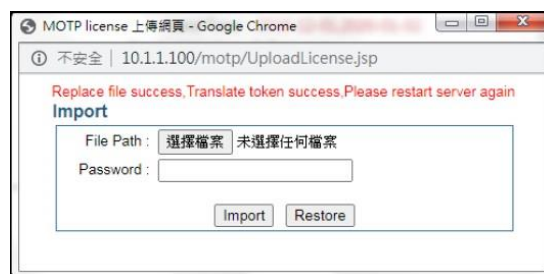 MOTP license 上傳網頁 - Google Chrome
不安全 | 10.1.1.100/motp/UploadLicense.jsp
Replace file success,Translate token success,Please restart server again
Import
File Path : 選擇檔案 未選擇任何檔案
Password :
Import Restore